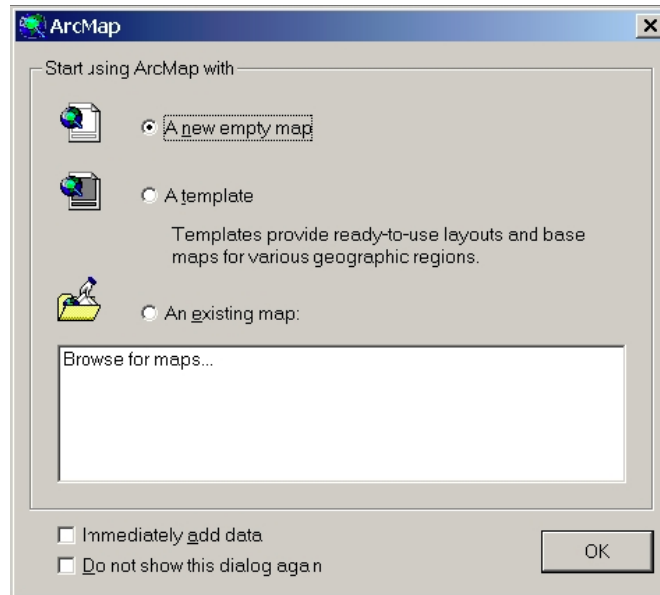 ArcMap
Start using ArcMap with
A new empty map
A template
Templates provide ready-to-use layouts and base
maps for various geographic regions.
An existing map:
Browse for maps...
Immediately add data
Do not show this dialog again
OK